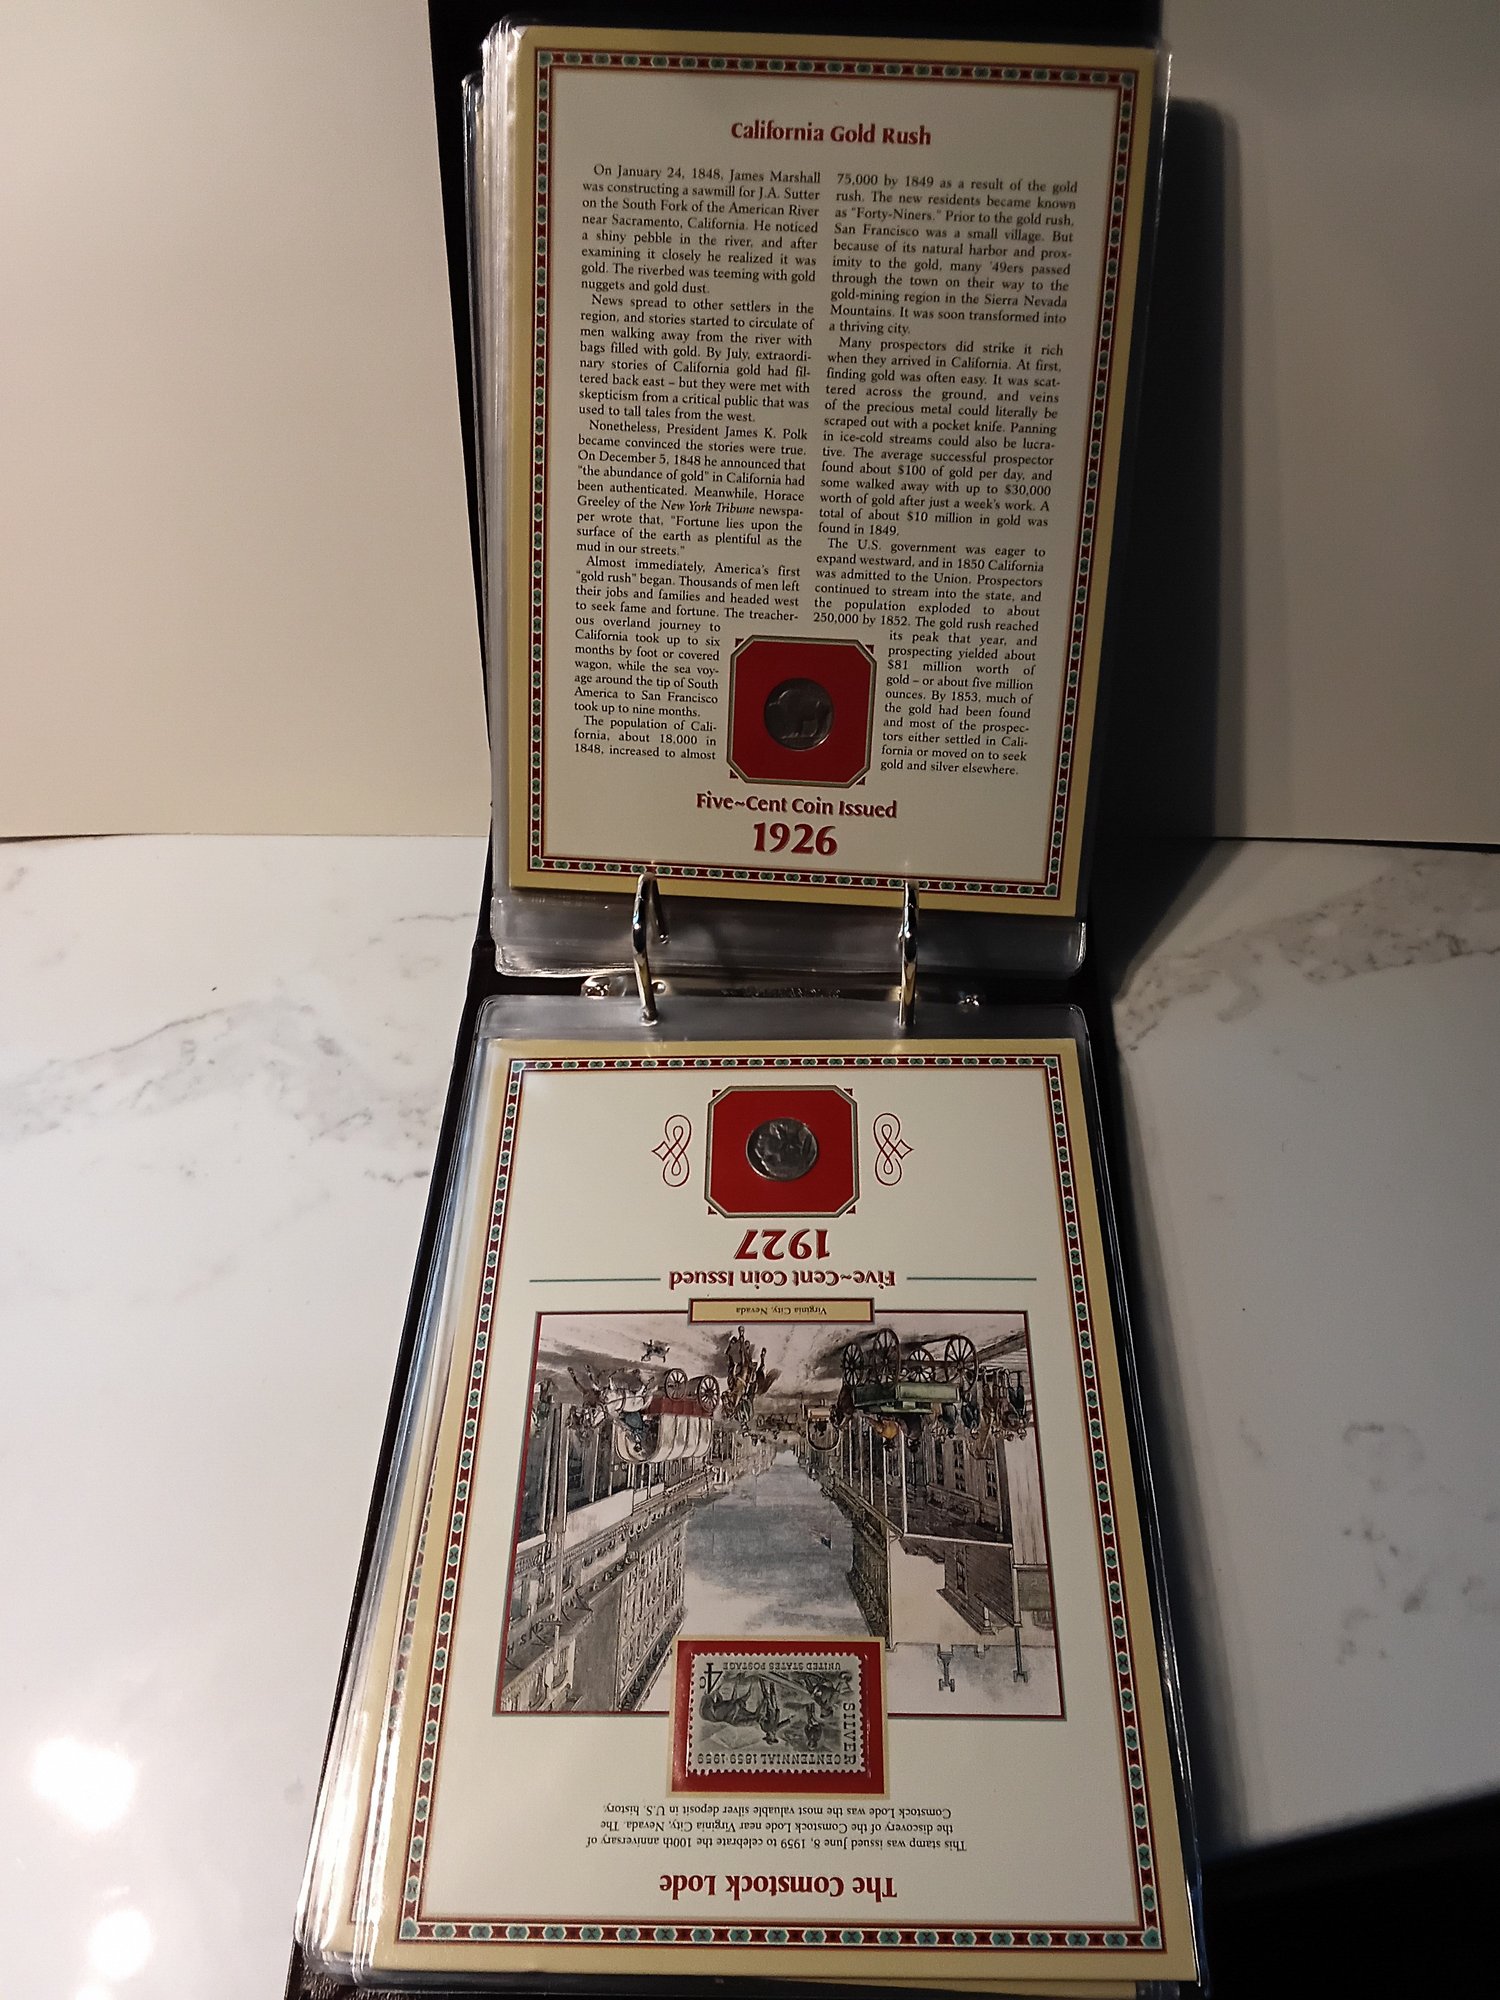 California Gold Rush
On January 24, 1848, James Marshall
was constructing a sawmill for J.A. Sutter
on the South Fork of the American River
near Sacramento, California. He noticed
a shiny pebble in the river, and after
examining it closely he realized it was
gold. The riverbed was teeming with gold
nuggets and gold dust.
News spread to other settlers in the
region, and stories started to circulate of
men walking away from the river with
bags filled with gold. By July, extraordi-
nary stories of California gold had fil-
tered back east – but they were met with
skepticism from a critical public that was
used to tall tales from the west.
Nonetheless, President James K. Polk
became convinced the stories were true.
On December 5, 1848 he announced that
"the abundance of gold" in California had
been authenticated. Meanwhile, Horace
Greeley of the New York Tribune newspa-
per wrote that, "Fortune lies upon the
surface of the earth as plentiful as the
mud in our streets."
Almost immediately, America's first
"gold rush" began. Thousands of men left
their jobs and families and headed west
to seek fame and fortune. The treacher-
ous overland journey to
California took up to six
months by foot or covered
wagon, while the sea voy-
age around the tip of South
America to San Francisco
took up to nine months.
The population of Cali-
fornia, about 18,000 in
1848, increased to almost
75,000 by 1849 as a result of the gold
rush. The new residents became known
as "Forty-Niners." Prior to the gold rush,
San Francisco was a small village. But
because of its natural harbor and prox-
imity to the gold, many '49ers passed
through the town on their way to the
gold-mining region in the Sierra Nevada
Mountains. It was soon transformed into
a thriving city.
Many prospectors did strike it rich
when they arrived in California. At first,
finding gold was often easy. It was scat-
tered across the ground, and veins
of the precious metal could literally be
scraped out with a pocket knife. Panning
in ice-cold streams could also be lucra-
tive. The average successful prospector
found about $100 of gold per day, and
some walked away with up to $30,000
worth of gold after just a week's work. A
total of about $10 million in gold was
found in 1849.
The U.S. government was eager to
expand westward, and in 1850 California
was admitted to the Union. Prospectors
continued to stream into the state, and
the population exploded to about
250,000 by 1852. The gold rush reached
its peak that year, and
prospecting yielded about
$81 million worth of
gold – or about five million
ounces. By 1853, much of
the gold had been found
and most of the prospec-
tors either settled in Cali-
fornia or moved on to seek
gold and silver elsewhere.
Five~Cent Coin Issued
1926
The Comstock Lode
This stamp was issued June 8, 1959 to celebrate the 100th anniversary of
the discovery of the Comstock Lode near Virginia City, Nevada. The
Comstock Lode was the most valuable silver deposit in U.S. history.
SILVER
CENTENNIAL 1859·1959
4c
UNITED STATES POSTAGE
Virginia City, Nevada
Five~Cent Coin Issued
1927